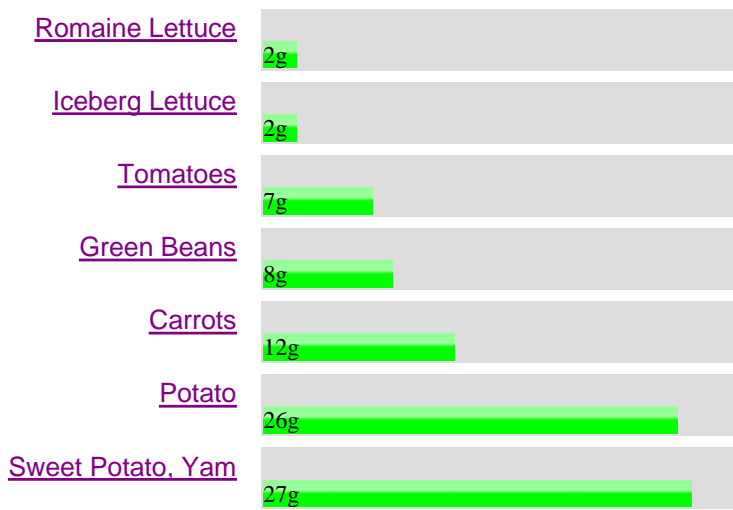 Romaine Lettuce
2g
Iceberg Lettuce
2g
Tomatoes
7g
Green Beans
8g
Carrots
12g
Potato
26g
Sweet Potato, Yam
27g